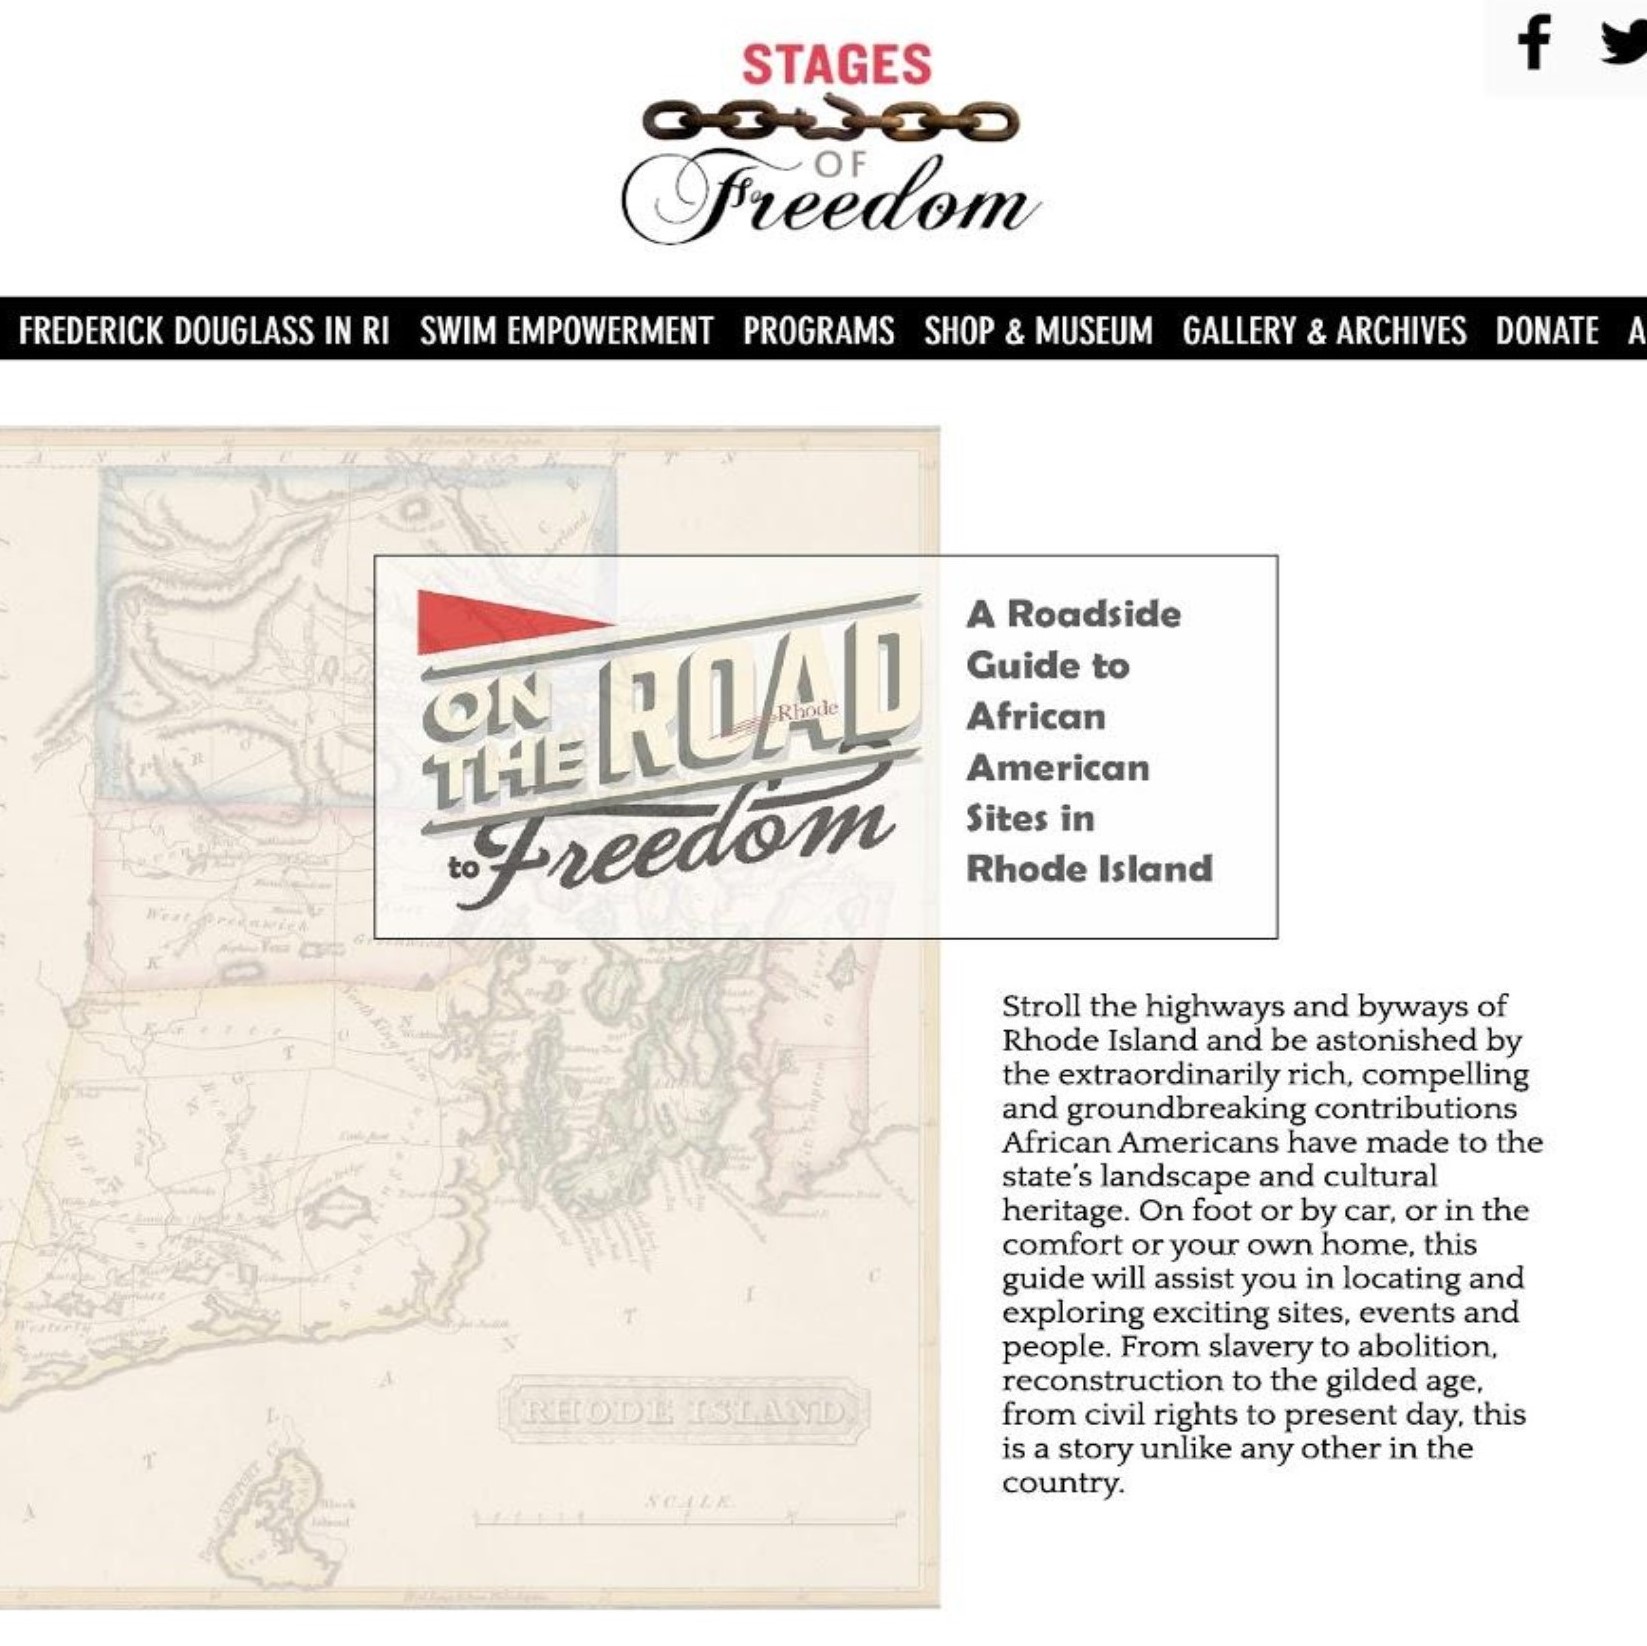 STAGES
OF
Freedom
FREDERICK DOUGLASS IN RI SWIM EMPOWERMENT PROGRAMS SHOP & MUSEUM GALLERY & ARCHIVES DONATE A
ON
THE ROAD
Rhode
to Freedom
A Roadside
Guide to
African
American
Sites in
Rhode Island
West Greenwich
Stroll the highways and byways of
Rhode Island and be astonished by
the extraordinarily rich, compelling
and groundbreaking contributions
African Americans have made to the
state's landscape and cultural
heritage. On foot or by car, or in the
comfort or your own home, this
guide will assist you in locating and
exploring exciting sites, events and
people. From slavery to abolition,
reconstruction to the gilded age,
from civil rights to present day, this
is a story unlike any other in the
country.
Westerly
RHODE ISLAND.
Block
Island
SCALE.